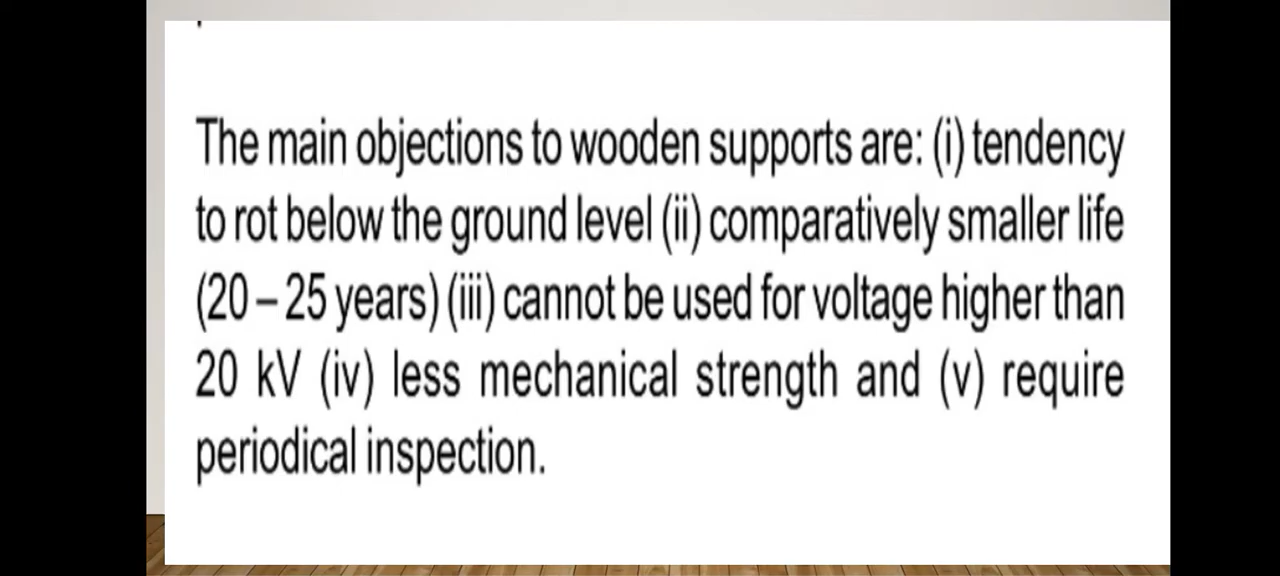 The main objections to wooden supports are: (i) tendency
to rot below the ground level (ii) comparatively smaller life
(20 – 25 years) (iii) cannot be used for voltage higher than
20 kV (iv) less mechanical strength and (v) require
periodical inspection.